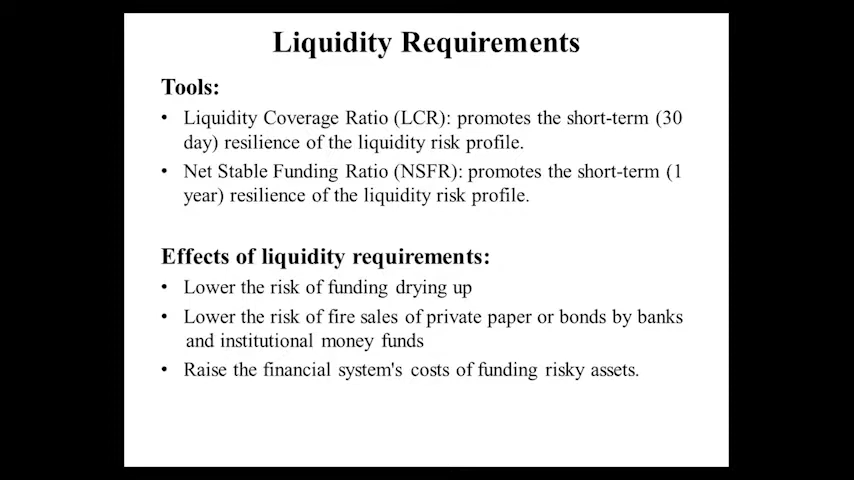 Liquidity Requirements
Tools:
• Liquidity Coverage Ratio (LCR): promotes the short-term (30
day) resilience of the liquidity risk profile.
• Net Stable Funding Ratio (NSFR): promotes the short-term (1
year) resilience of the liquidity risk profile.
Effects of liquidity requirements:
• Lower the risk of funding drying up
• Lower the risk of fire sales of private paper or bonds by banks
and institutional money funds
• Raise the financial system's costs of funding risky assets.